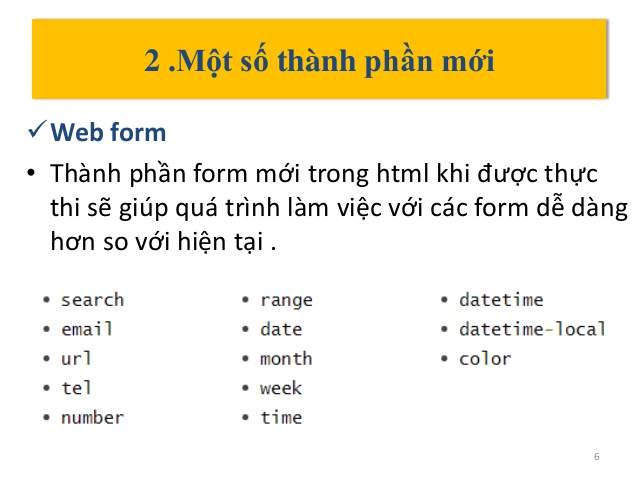 2 .Một số thành phần mới
✓Web form
• Thành phần form mới trong html khi được thực
thi sẽ giúp quá trình làm việc với các form dễ dàng
hơn so với hiện tại .
• search
• email
• url
• tel
• number
• range
• date
• month
• week
• time
• datetime
• datetime-local
• color
6